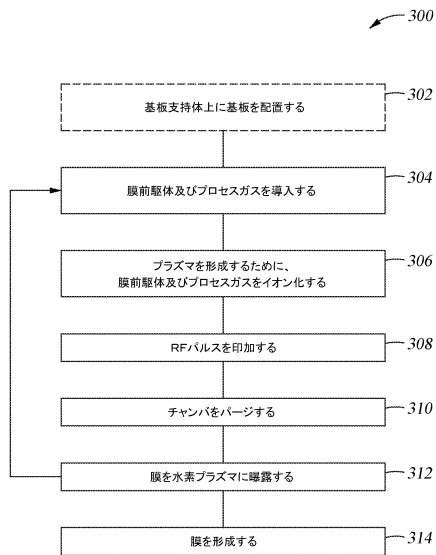 300
基板支持体上に基板を配置する
302
膜前駆体及びプロセスガスを導入する
304
プラズマを形成するために、
膜前駆体及びプロセスガスをイオン化する
306
RFパルスを印加する
308
チャンバをパージする
310
膜を水素プラズマに曝露する
312
膜を形成する
314